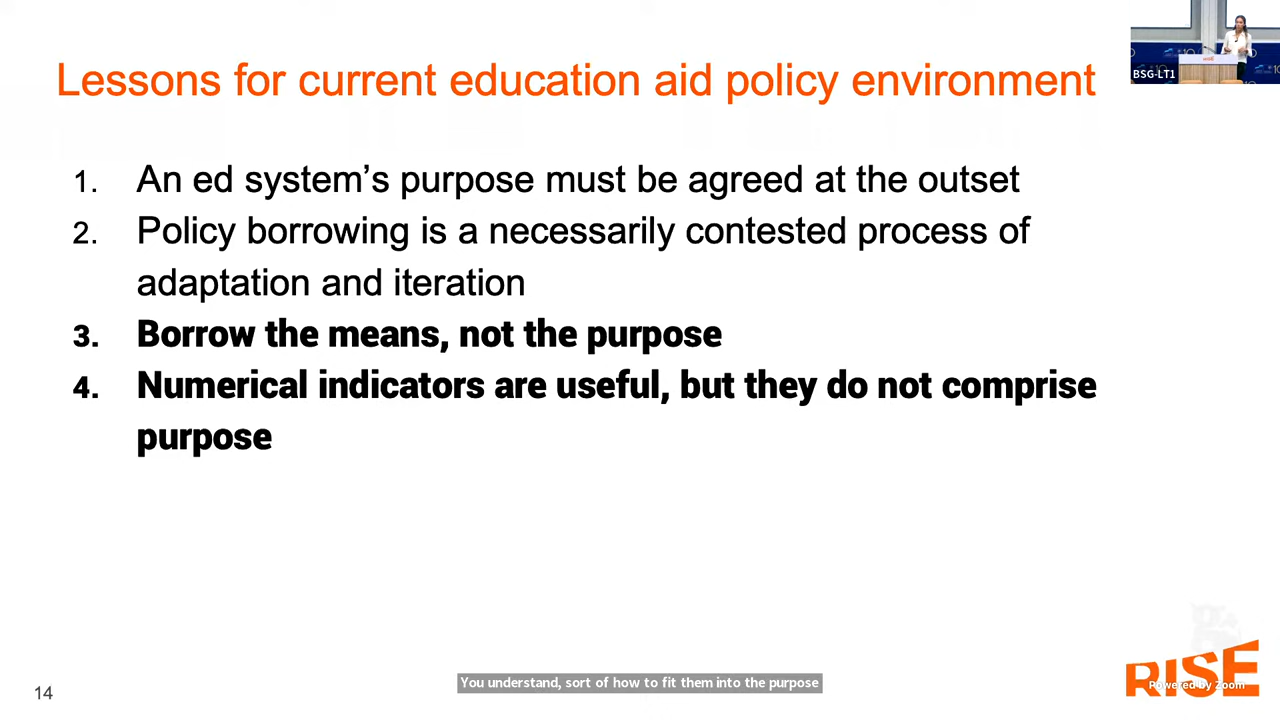 Lessons for current education aid policy environment
BSG-LT1
1. An ed system's purpose must be agreed at the outset
2. Policy borrowing is a necessarily contested process of
adaptation and iteration
3. Borrow the means, not the purpose
4. Numerical indicators are useful, but they do not comprise
purpose
14
You understand, sort of how to fit them into the purpose
RISE
Powered by Zoom